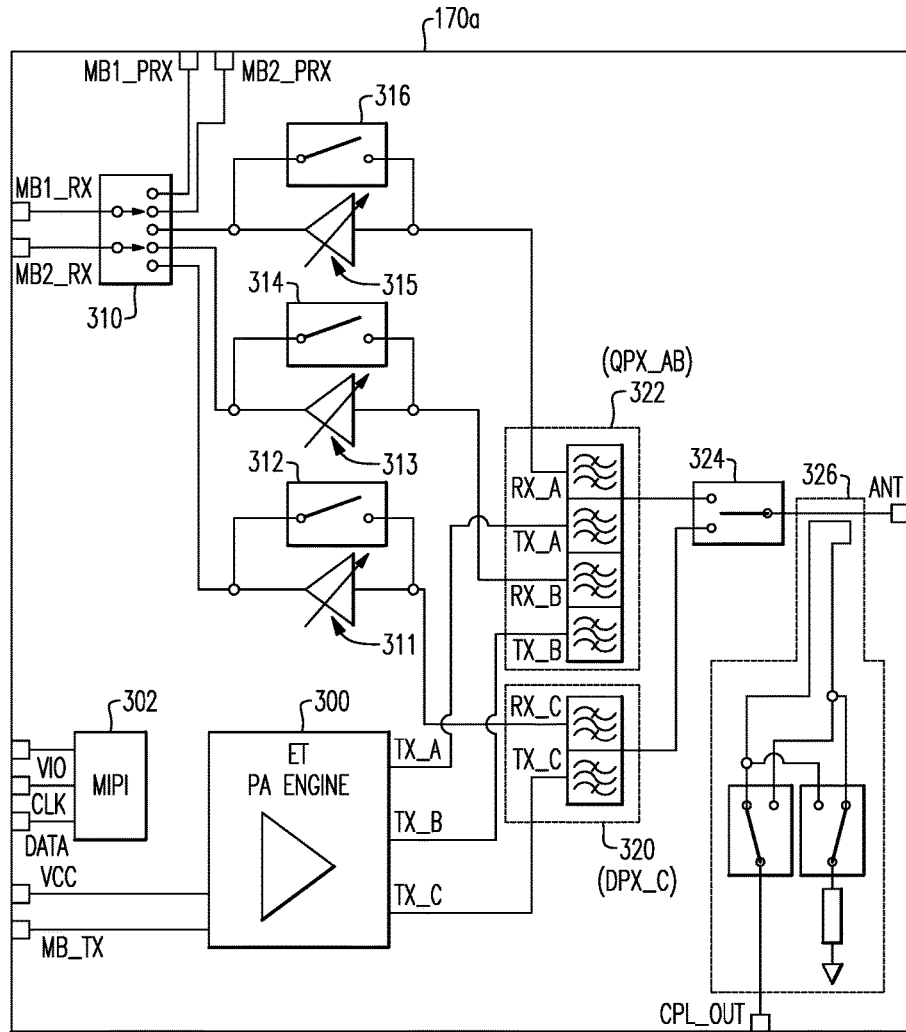 170a
MB1_PRX
MB2_PRX
316
MB1_RX
MB2_RX
310
315
314
(QPX_AB)
322
313
324
326
ANT
312
RX_A
TX_A
RX_B
TX_B
311
302
300
RX_C
TX_C
VIO
CLK
DATA
MIPI
ET
PA ENGINE
TX_A
TX_B
TX_C
320
(DPX_C)
VCC
MB_TX
CPL_OUT